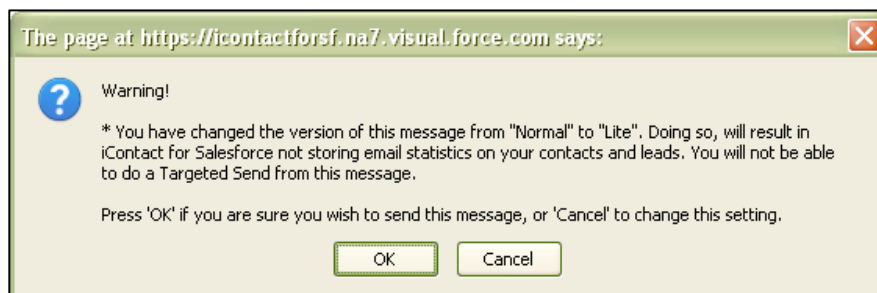 The page at https://icontactforsf.na7.visual.force.com says:
Warning!
* You have changed the version of this message from "Normal" to "Lite". Doing so, will result in
iContact for Salesforce not storing email statistics on your contacts and leads. You will not be able
to do a Targeted Send from this message.
Press 'OK' if you are sure you wish to send this message, or 'Cancel' to change this setting.
OK
Cancel